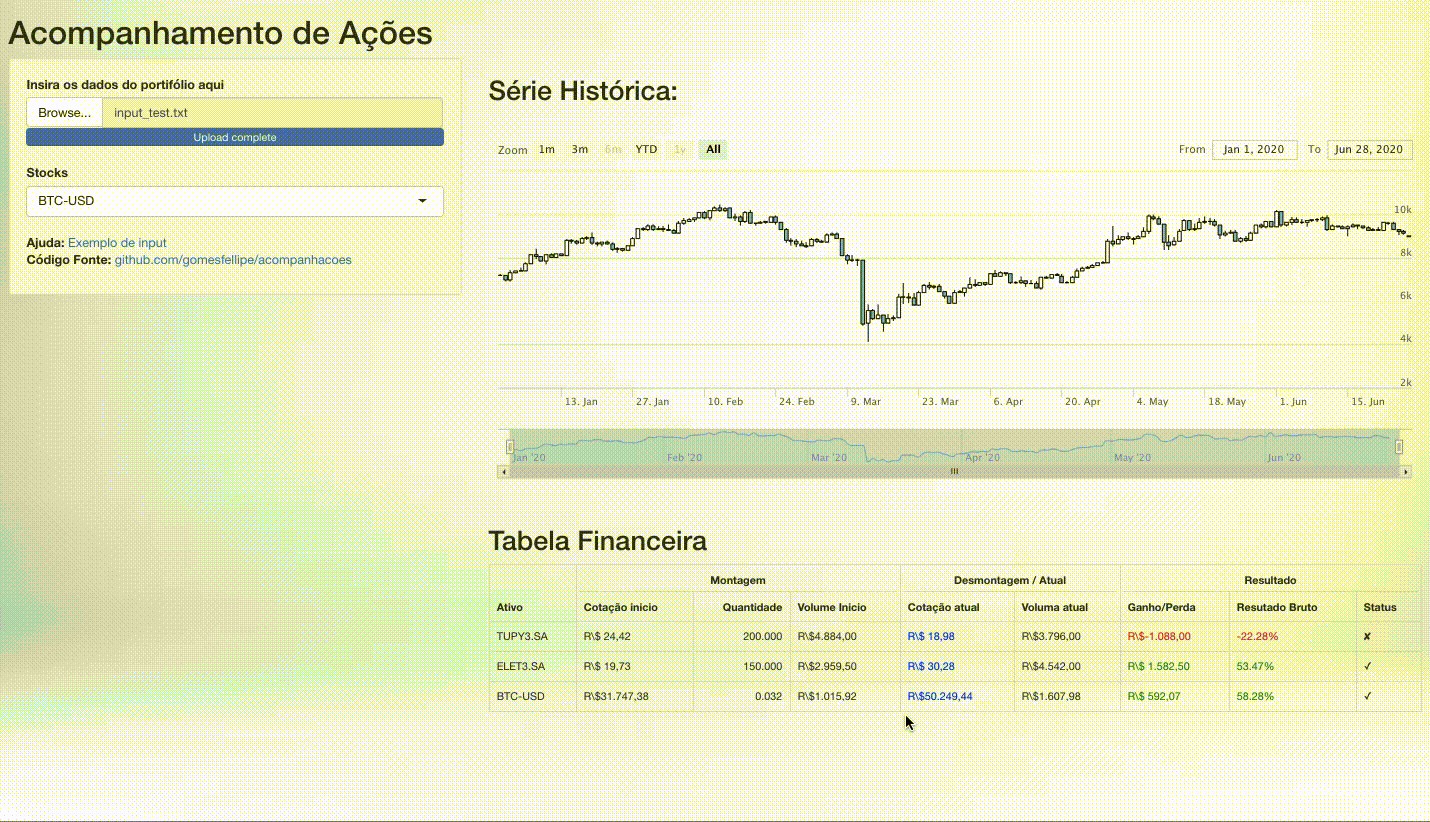 Acompanhamento de Ações
Insira os dados do portifólio aqui
Browse... input_test.txt
Upload complete
Stocks
BTC-USD
Ajuda: Exemplo de input
Código Fonte: github.com/gomesfellipe/acompanhacoes
Série Histórica:
Zoom 1m 3m 6m YTD 1y All From Jan 1, 2020 To Jun 28, 2020
10k
8k
6k
4k
2k
13. Jan 27. Jan 10. Feb 24. Feb 9. Mar 23. Mar 6. Apr 20. Apr 4. May 18. May 1. Jun 15. Jun
Jan '20 Feb '20 Mar '20 Apr '20 May '20 Jun '20
Tabela Financeira
Montagem Desmontagem / Atual Resultado
Ativo Cotação inicio Quantidade Volume Inicio Cotação atual Voluma atual Ganho/Perda Resutado Bruto Status
TUPY3.SA R\$ 24,42 200.000 R\$4.884,00 R\$ 18,98 R\$3.796,00 R\$-1.088,00 -22.28% ✘
ELET3.SA R\$ 19,73 150.000 R\$2.959,50 R\$ 30,28 R\$4.542,00 R\$ 1.582,50 53.47% ✓
BTC-USD R\$31.747,38 0.032 R\$1.015,92 R\$50.249,44 R\$1.607,98 R\$ 592,07 58.28% ✓